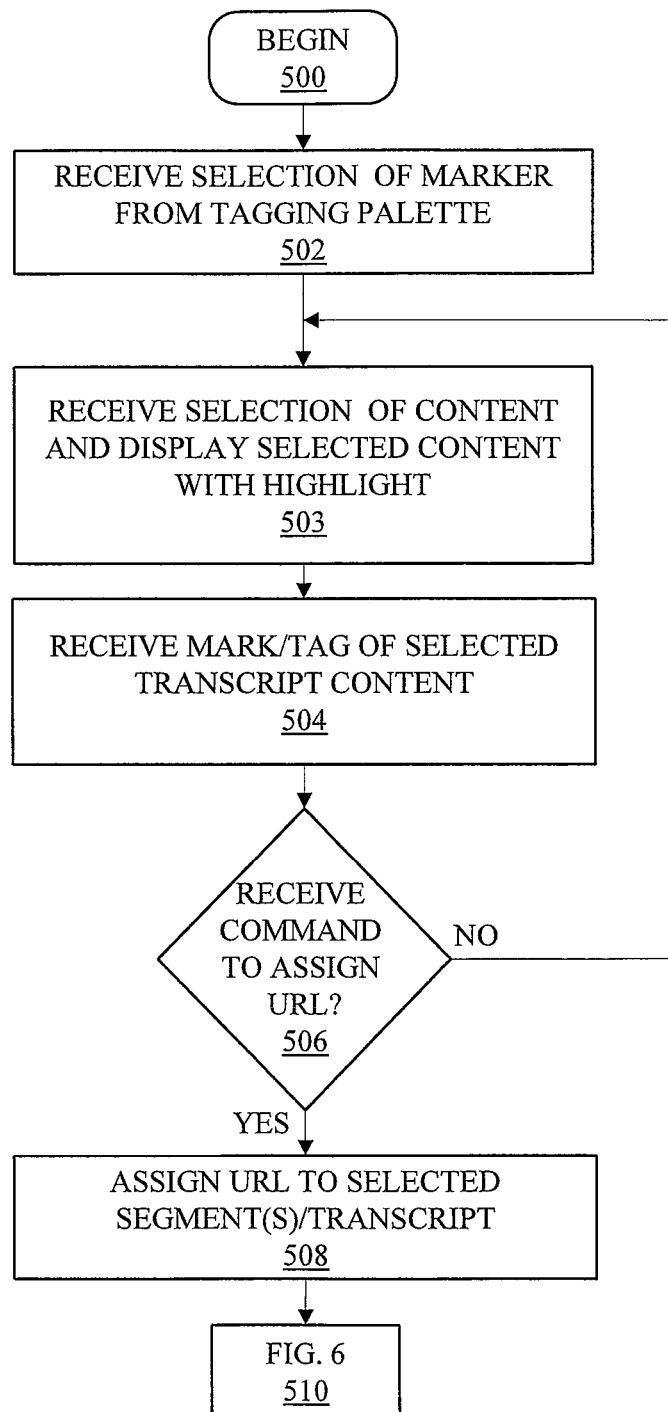 BEGIN
500
RECEIVE SELECTION OF MARKER
FROM TAGGING PALETTE
502
RECEIVE SELECTION OF CONTENT
AND DISPLAY SELECTED CONTENT
WITH HIGHLIGHT
503
RECEIVE MARK/TAG OF SELECTED
TRANSCRIPT CONTENT
504
RECEIVE
COMMAND
TO ASSIGN
URL?
506
NO
YES
ASSIGN URL TO SELECTED
SEGMENT(S)/TRANSCRIPT
508
FIG. 6
510